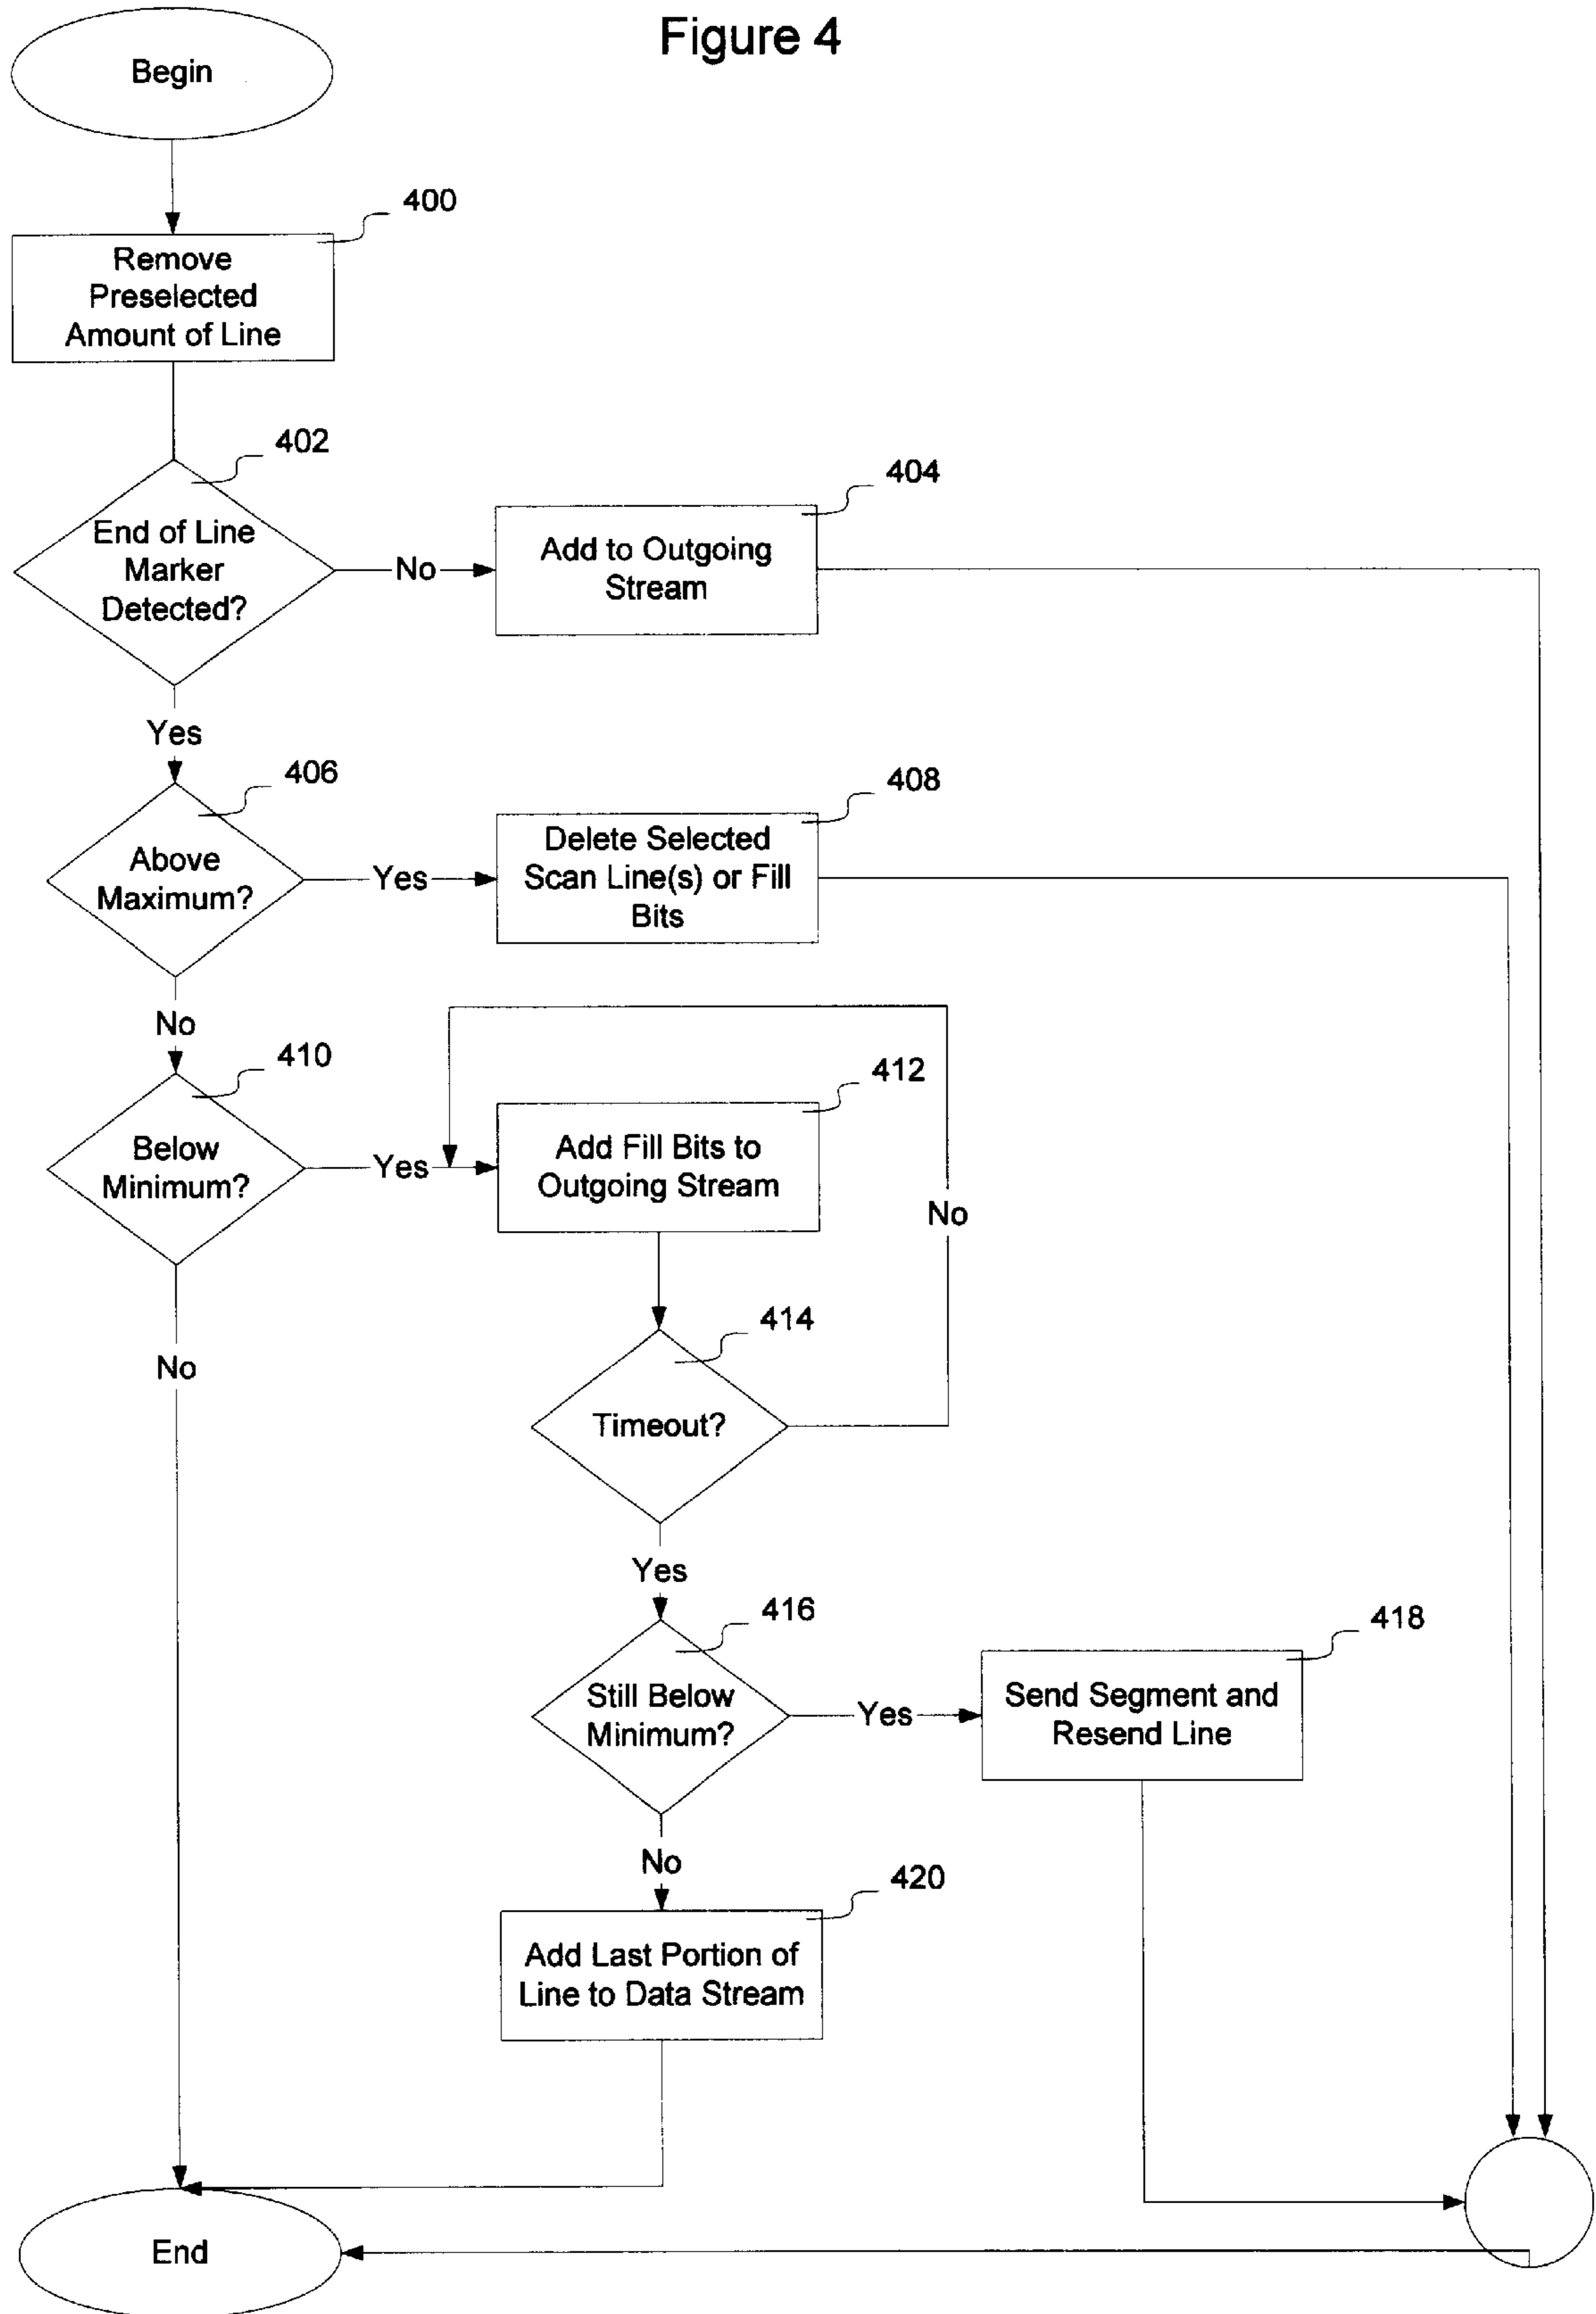 Figure 4
Begin
400
Remove
Preselected
Amount of Line
402
End of Line
Marker
Detected?
No
404
Add to Outgoing
Stream
Yes
406
Above
Maximum?
Yes
408
Delete Selected
Scan Line(s) or Fill
Bits
No
410
Below
Minimum?
Yes
412
Add Fill Bits to
Outgoing Stream
No
414
Timeout?
No
Yes
416
Still Below
Minimum?
Yes
418
Send Segment and
Resend Line
No
420
Add Last Portion of
Line to Data Stream
End